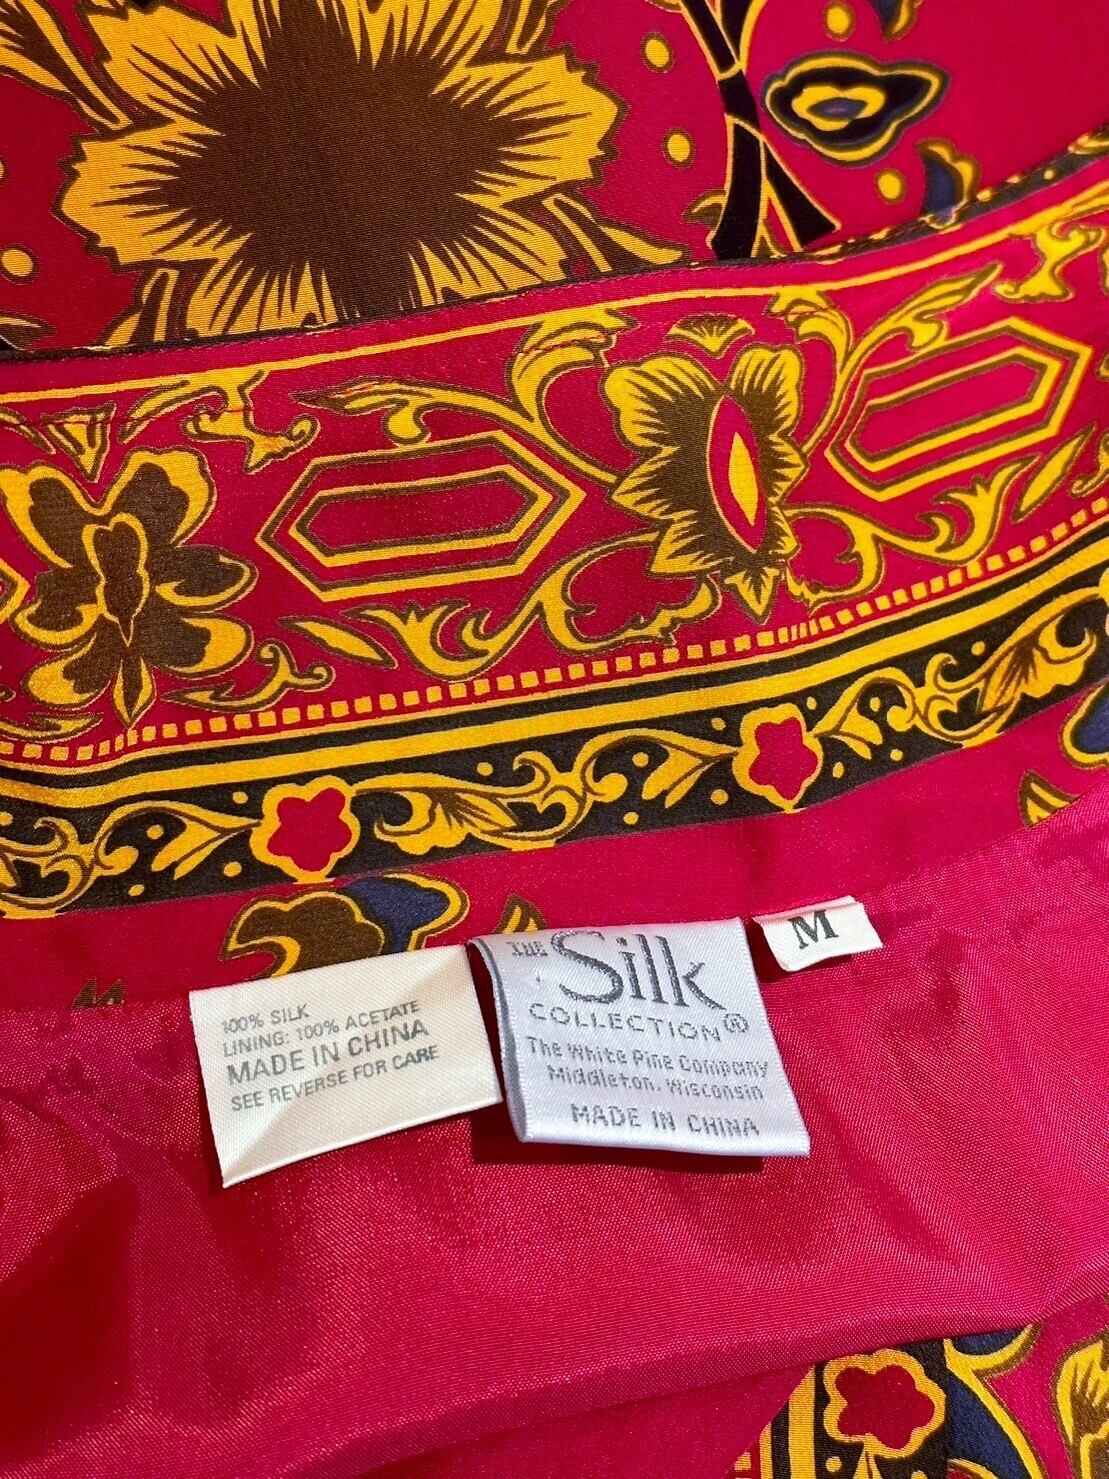 100% SILK
LINING: 100% ACETATE
MADE IN CHINA
SEE REVERSE FOR CARE
THE Silk
COLLECTION®
The White Pine Company
Middleton, Wisconsin
MADE IN CHINA
M